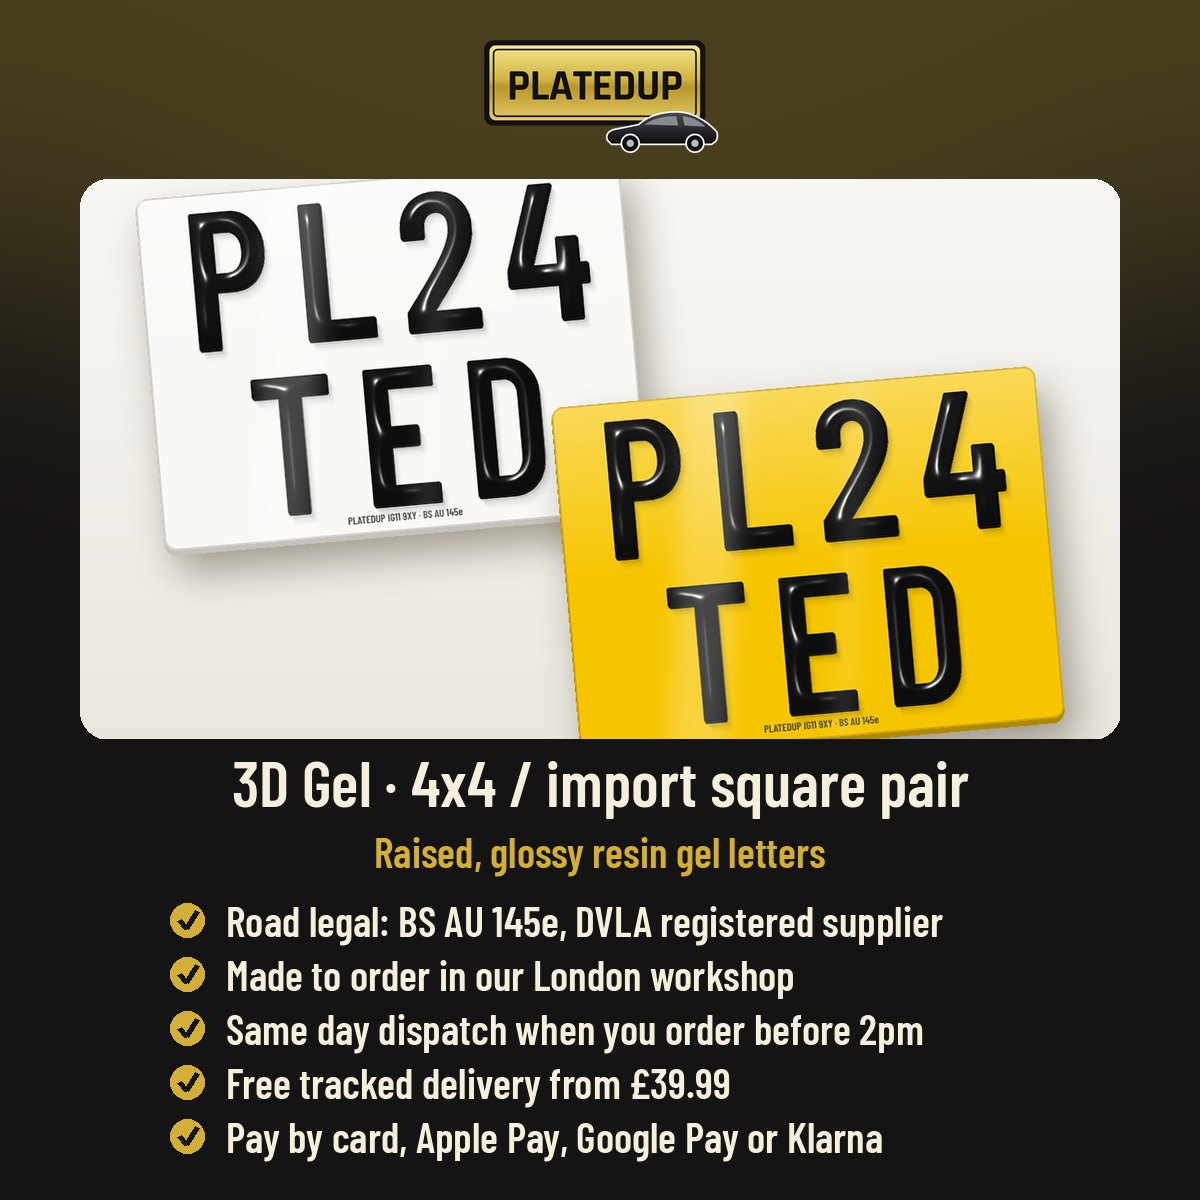 PLATEDUP
PL24
TED
PLATEDUP IG11 9XY · BS AU 145e
PL24
TED
PLATEDUP IG11 9XY · BS AU 145e
3D Gel · 4x4 / import square pair
Raised, glossy resin gel letters
Road legal: BS AU 145e, DVLA registered supplier
Made to order in our London workshop
Same day dispatch when you order before 2pm
Free tracked delivery from £39.99
Pay by card, Apple Pay, Google Pay or Klarna